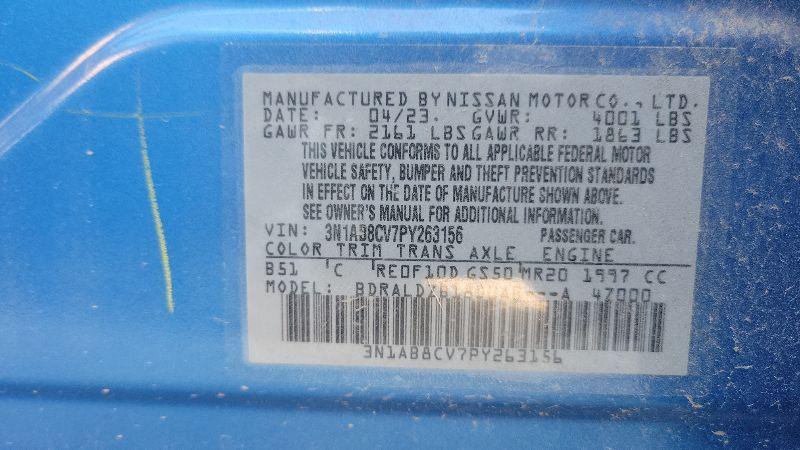 MANUFACTURED BY NISSAN MOTOR CO., LTD.
DATE: 04/23. GVWR: 4001 LBS
GAWR FR: 2161 LBS GAWR RR: 1863 LBS
THIS VEHICLE CONFORMS TO ALL APPLICABLE FEDERAL MOTOR
VEHICLE SAFETY, BUMPER AND THEFT PREVENTION STANDARDS
IN EFFECT ON THE DATE OF MANUFACTURE SHOWN ABOVE.
SEE OWNER'S MANUAL FOR ADDITIONAL INFORMATION.
VIN: 3N1AB8CV7PY263156 PASSENGER CAR.
COLOR TRIM TRANS AXLE ENGINE
B51 C RE0F10D GS50 MR20 1997 CC
MODEL: 47000
3N1AB8CV7PY263156